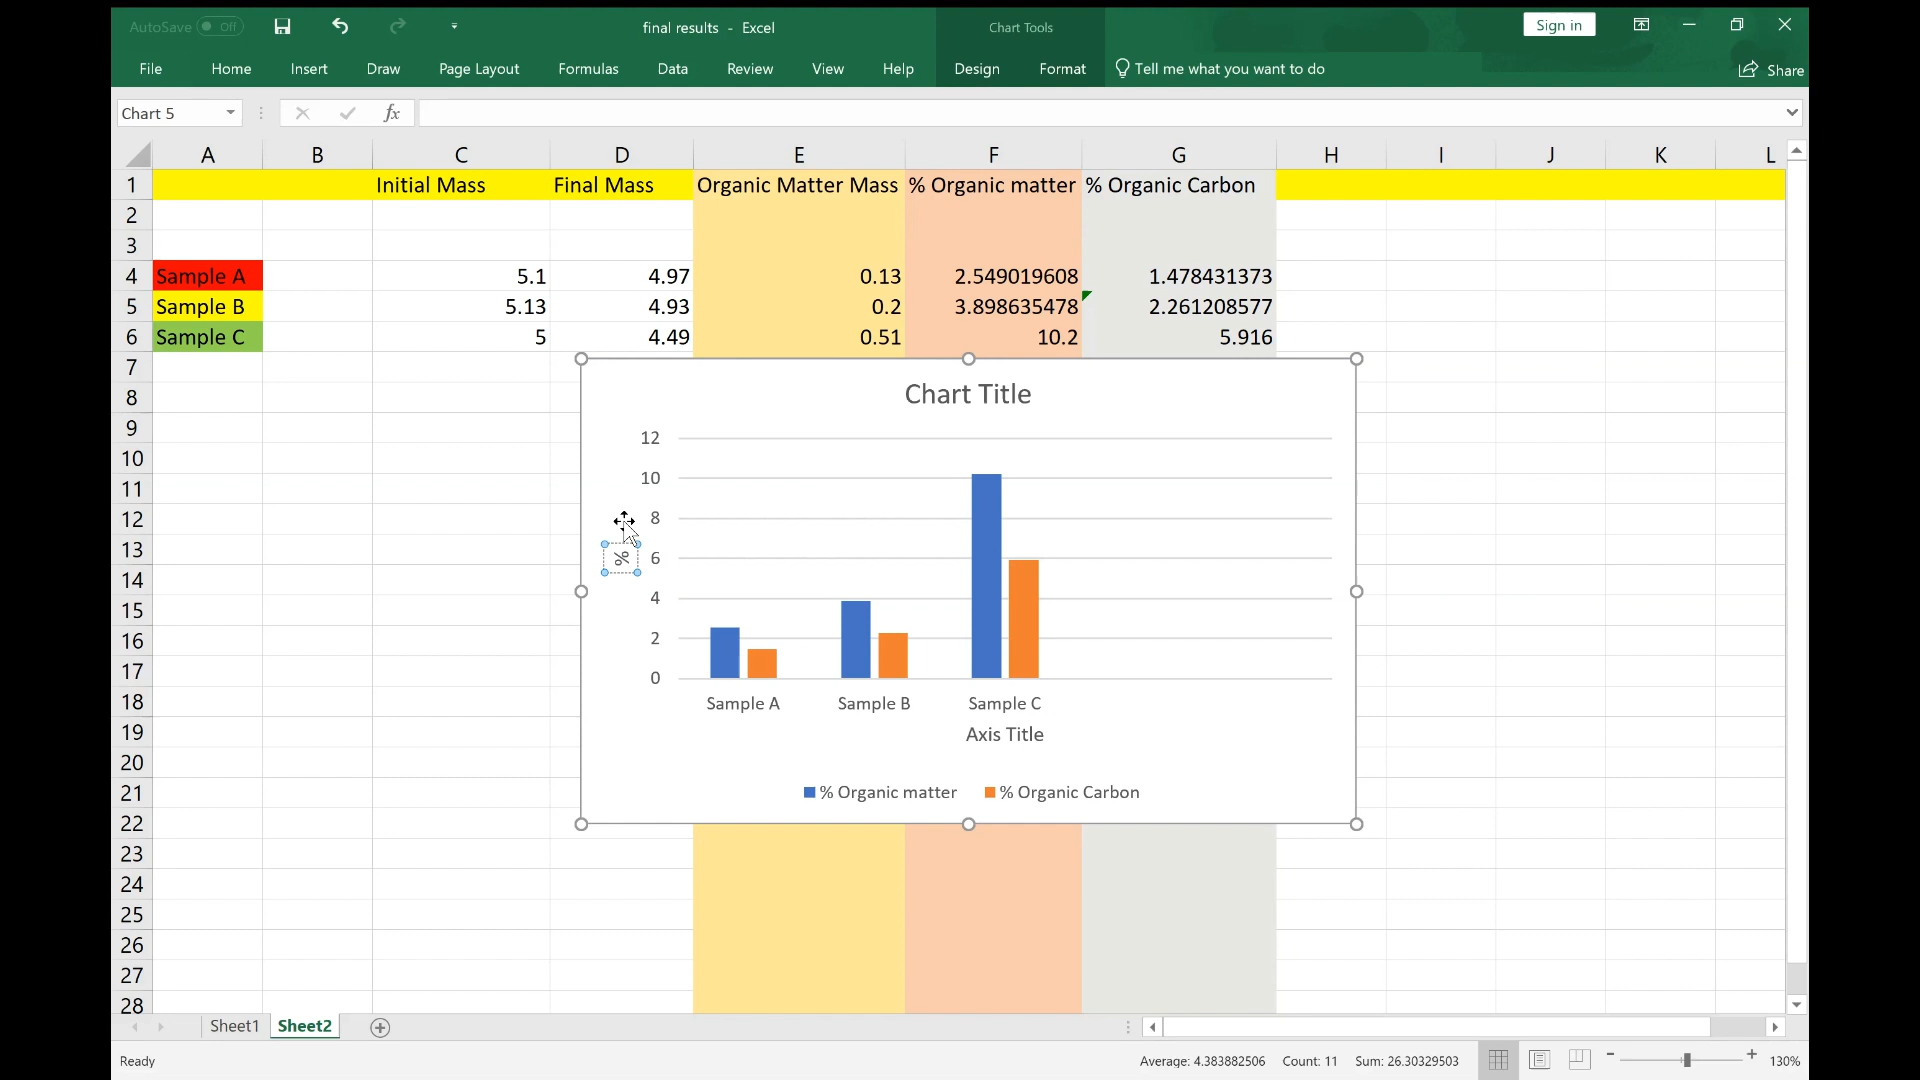 AutoSave Off final results - Excel Chart Tools Sign in
File Home Insert Draw Page Layout Formulas Data Review View Help Design Format Tell me what you want to do Share
Chart 5 fx
A B C D E F G H I J K L
1 Initial Mass Final Mass Organic Matter Mass % Organic matter % Organic Carbon
2
3
4 Sample A 5.1 4.97 0.13 2.549019608 1.478431373
5 Sample B 5.13 4.93 0.2 3.898635478 2.261208577
6 Sample C 5 4.49 0.51 10.2 5.916
7
8
9
10
11
12
13
14
15
16
17
18
19
20
21
22
23
24
25
26
27
28
Chart Title
12
10
8
6
4
2
0
%
Sample A Sample B Sample C
Axis Title
% Organic matter % Organic Carbon
Sheet1 Sheet2
Ready Average: 4.383882506 Count: 11 Sum: 26.30329503 130%